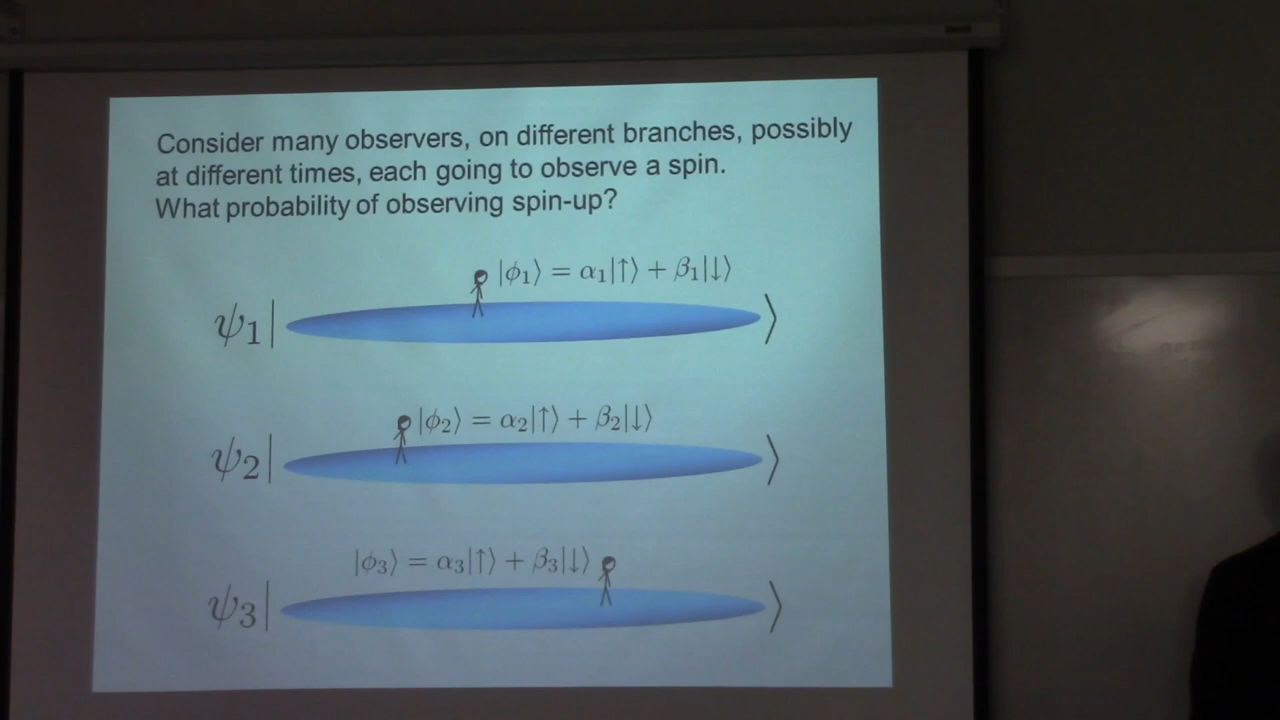 Consider many observers, on different branches, possibly
at different times, each going to observe a spin.
What probability of observing spin-up?
|ϕ₁⟩ = α₁|↑⟩ + β₁|↓⟩
ψ₁| ⟩
|ϕ₂⟩ = α₂|↑⟩ + β₂|↓⟩
ψ₂| ⟩
|ϕ₃⟩ = α₃|↑⟩ + β₃|↓⟩
ψ₃| ⟩